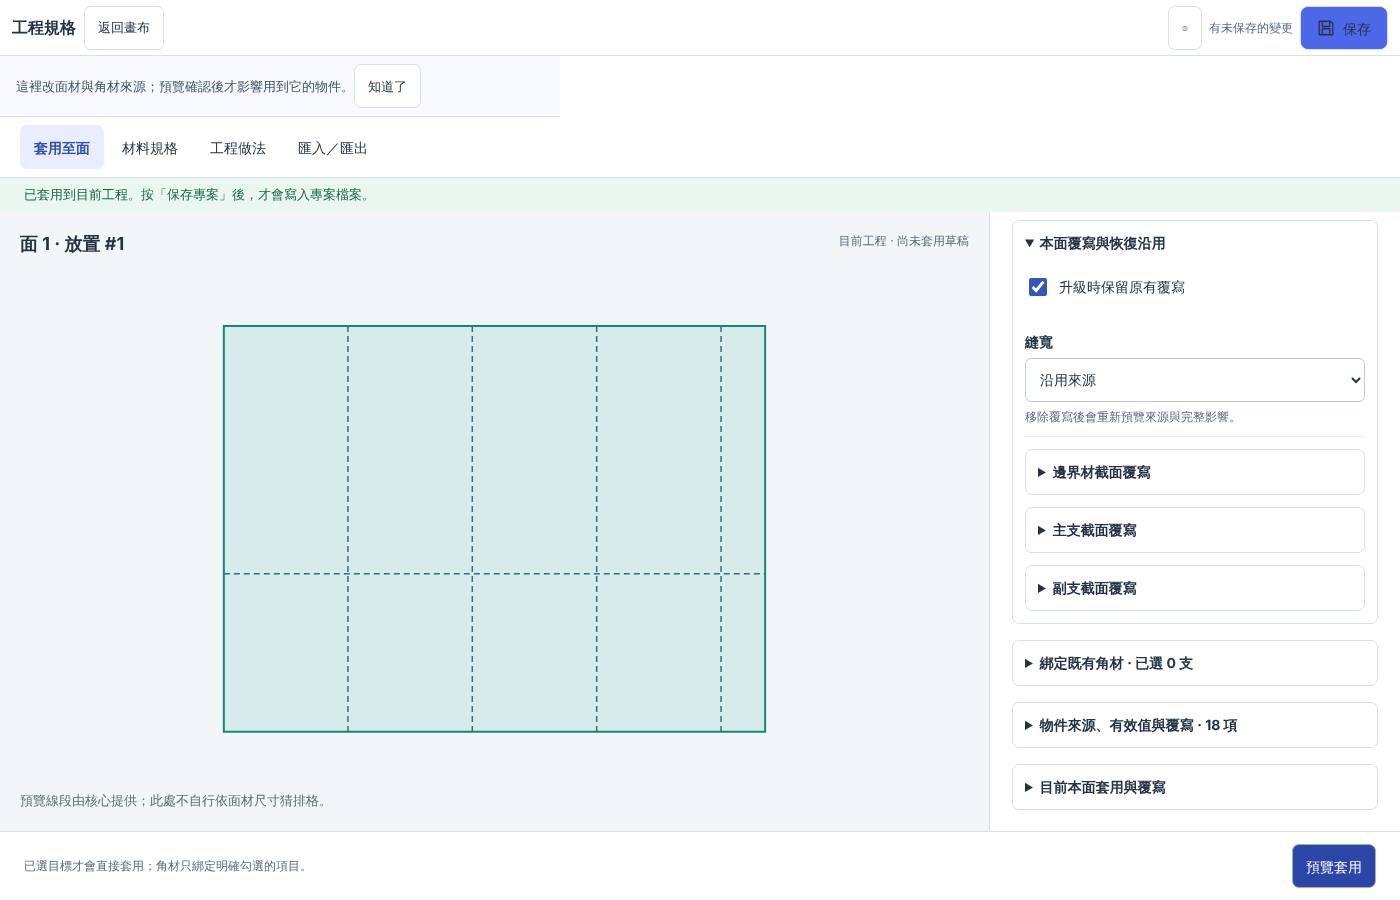 工程規格
返回畫布
有未保存的變更
保存
這裡改面材與角材來源；預覽確認後才影響用到它的物件。
知道了
套用至面
材料規格
工程做法
匯入／匯出
已套用到目前工程。按「保存專案」後，才會寫入專案檔案。
面 1 · 放置 #1
目前工程 · 尚未套用草稿
預覽線段由核心提供；此處不自行依面材尺寸猜排格。
本面覆寫與恢復沿用
升級時保留原有覆寫
縫寬
沿用來源
移除覆寫後會重新預覽來源與完整影響。
邊界材截面覆寫
主支截面覆寫
副支截面覆寫
綁定既有角材 · 已選 0 支
物件來源、有效值與覆寫 · 18 項
目前本面套用與覆寫
已選目標才會直接套用；角材只綁定明確勾選的項目。
預覽套用